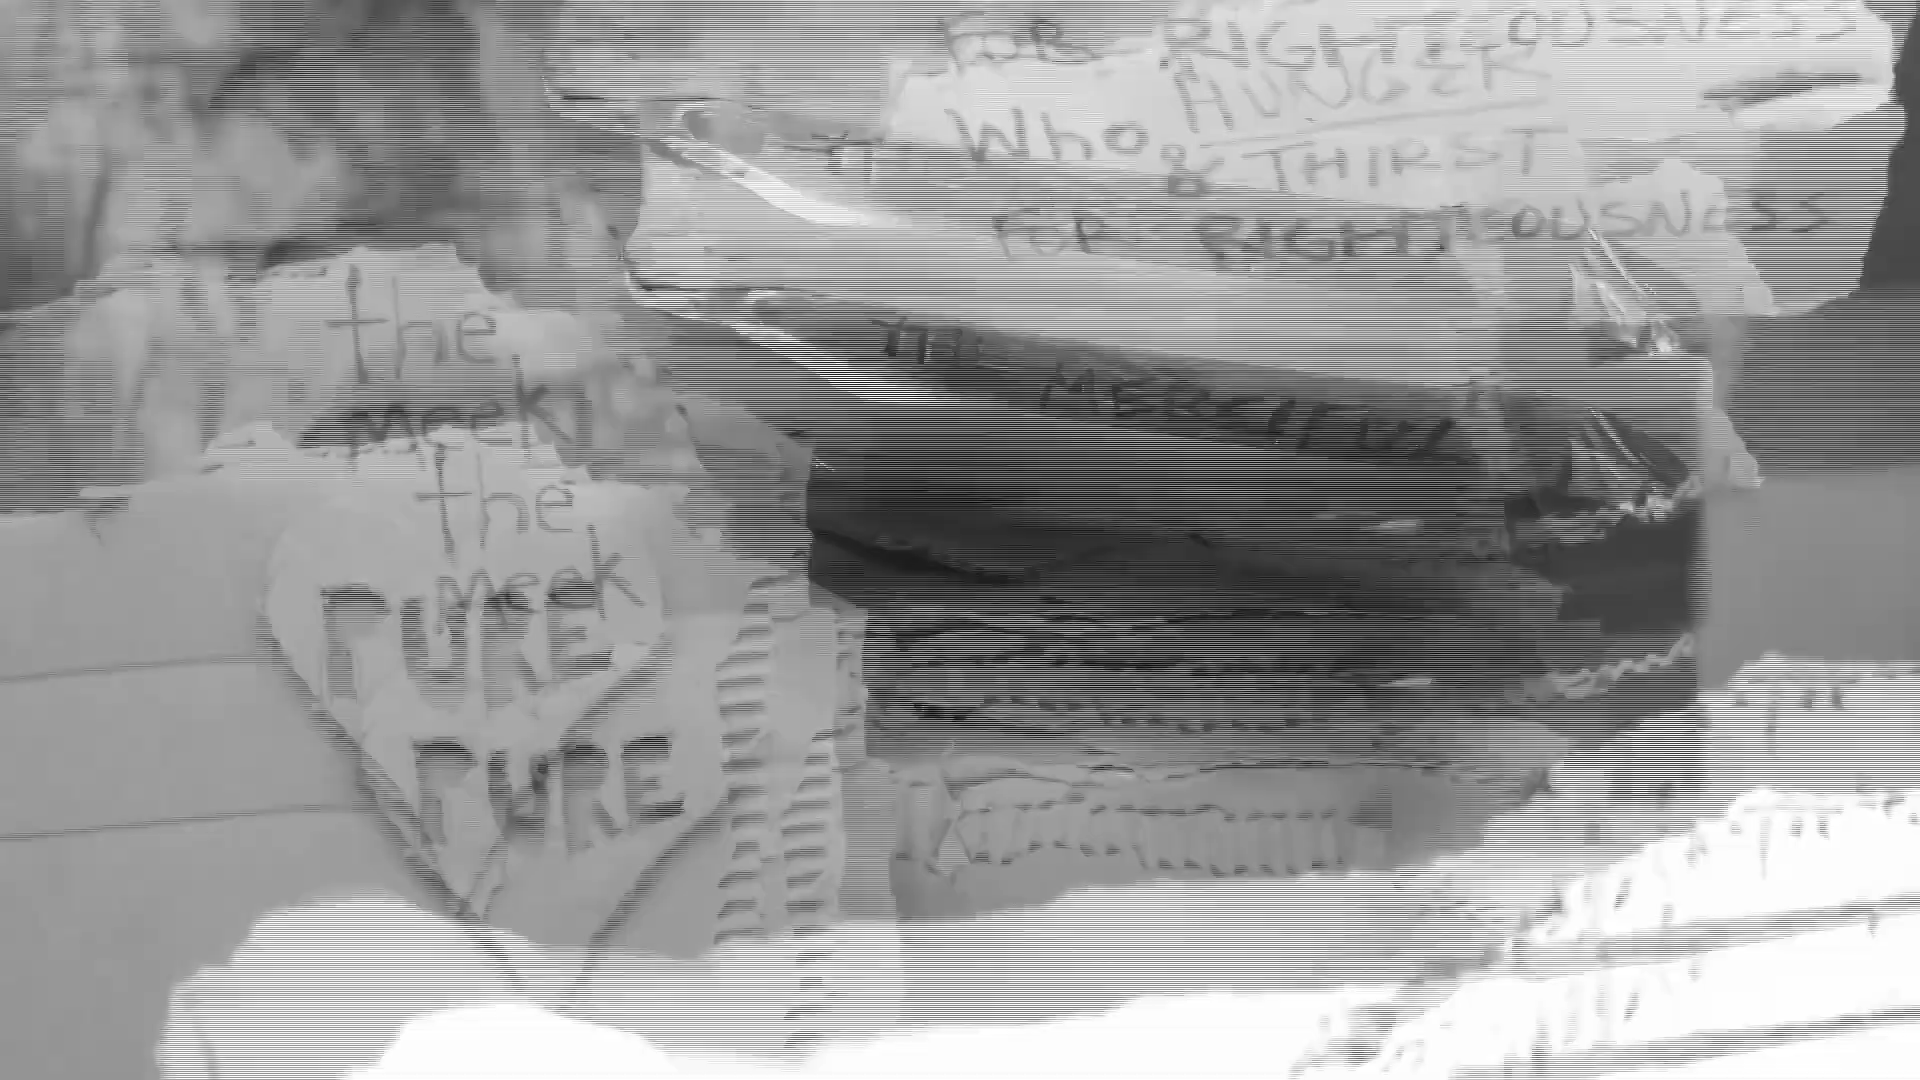 FOR RIGHTEOUSNESS
HUNGER
Who & THIRST
FOR RIGHTEOUSNESS
the
Meek
THE MERCIFUL
the
Meek
PURE
PURE